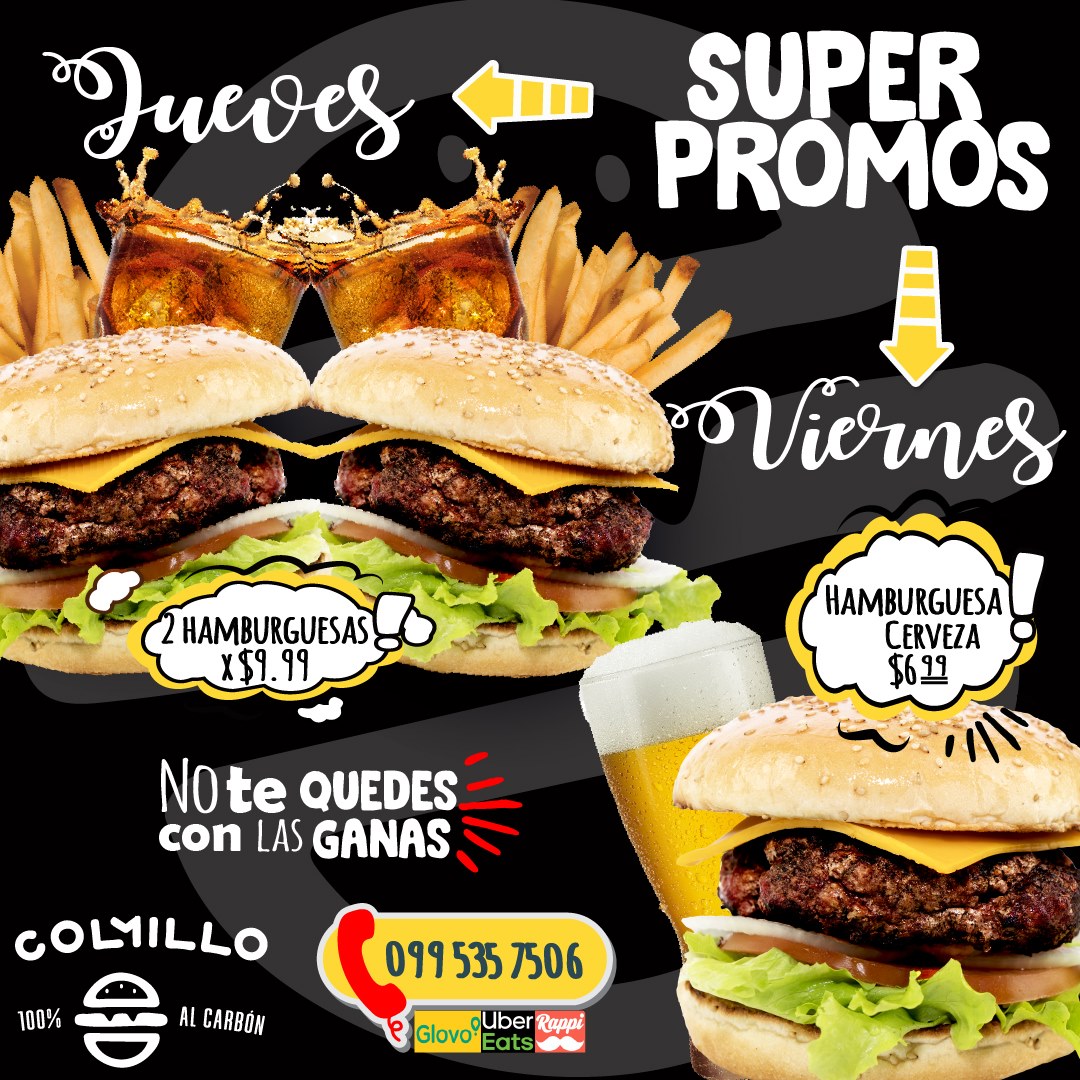 Jueves
SUPER
PROMOS
Viernes
2 HAMBURGUESAS
X $9.99
!
HAMBURGUESA
CERVEZA
$6.99
!
NO te QUEDES
con LAS GANAS
COLMILLO
100% AL CARBÓN
099 535 7506
Glovo
Uber
Eats
Rappi